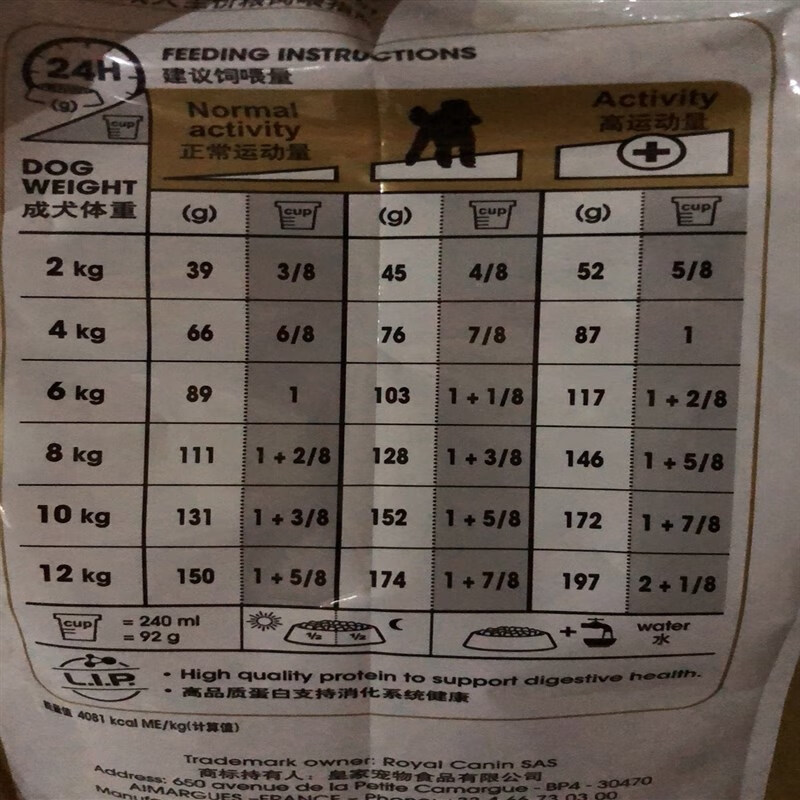 24H
(g)
cup
FEEDING INSTRUCTIONS
建议饲喂量
Normal activity
正常运动量
Activity
高运动量
DOG WEIGHT
成犬体重
(g) cup (g) cup (g) cup
2 kg 39 3/8 45 4/8 52 5/8
4 kg 66 6/8 76 7/8 87 1
6 kg 89 1 103 1 + 1/8 117 1 + 2/8
8 kg 111 1 + 2/8 128 1 + 3/8 146 1 + 5/8
10 kg 131 1 + 3/8 152 1 + 5/8 172 1 + 7/8
12 kg 150 1 + 5/8 174 1 + 7/8 197 2 + 1/8
cup = 240 ml
= 92 g
1/2 1/2
+ water
水
L.I.P.
• High quality protein to support digestive health.
• 高品质蛋白支持消化系统健康
能量值 4081 kcal ME/kg(计算值)
Trademark owner: Royal Canin SAS
商标持有人：皇家宠物食品有限公司
Address: 650 avenue de la Petite Camargue - BP4 - 30470
AIMARGUES - FRANCE - Phone: